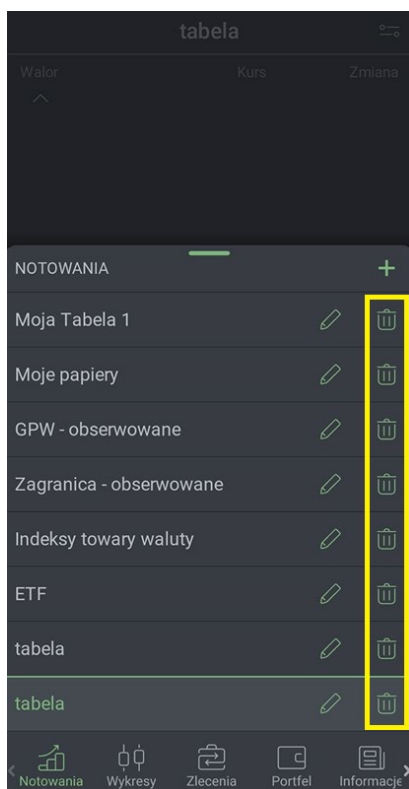 tabela
Walor Kurs Zmiana
NOTOWANIA
Moja Tabela 1
Moje papiery
GPW - obserwowane
Zagranica - obserwowane
Indeksy towary waluty
ETF
tabela
tabela
Notowania Wykresy Zlecenia Portfel Informacje